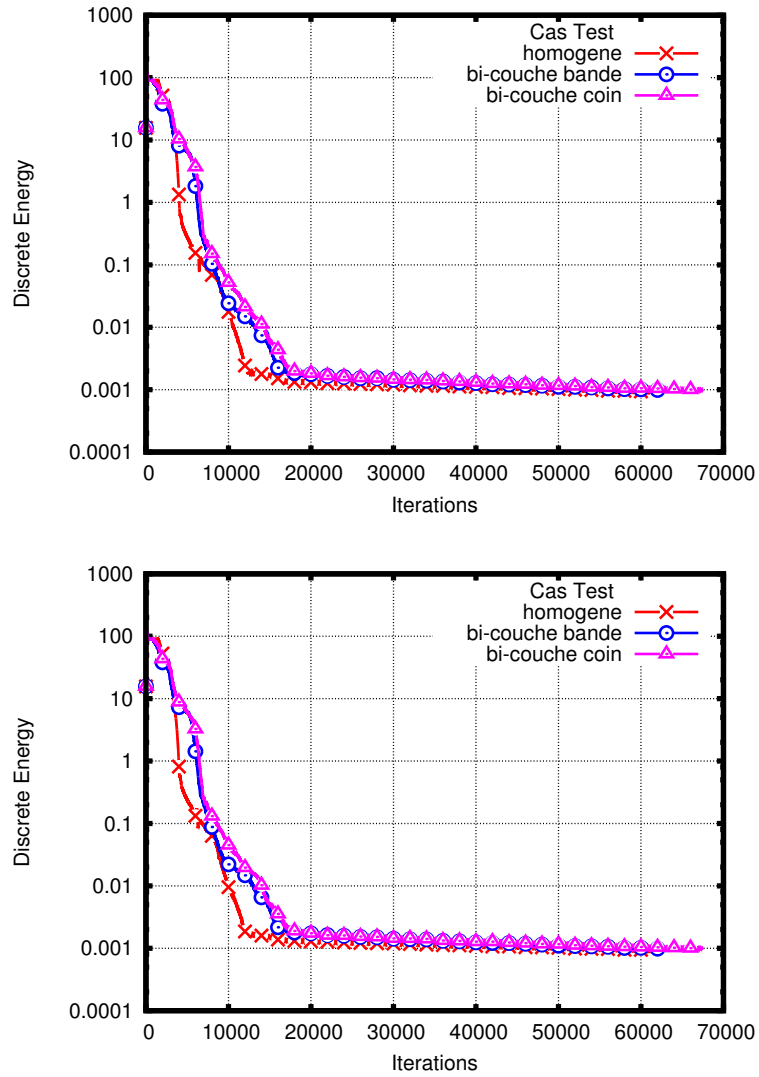 1000
100
10
1
0.1
0.01
0.001
0.0001
Discrete Energy
Cas Test
homogene
bi-couche bande
bi-couche coin
0 10000 20000 30000 40000 50000 60000 70000
Iterations
1000
100
10
1
0.1
0.01
0.001
0.0001
Discrete Energy
Cas Test
homogene
bi-couche bande
bi-couche coin
0 10000 20000 30000 40000 50000 60000 70000
Iterations